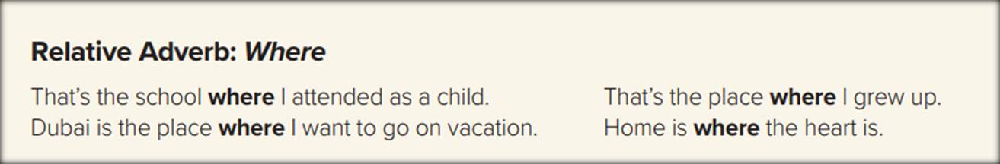 Relative Adverb: Where
That’s the school where I attended as a child.
Dubai is the place where I want to go on vacation.
That’s the place where I grew up.
Home is where the heart is.